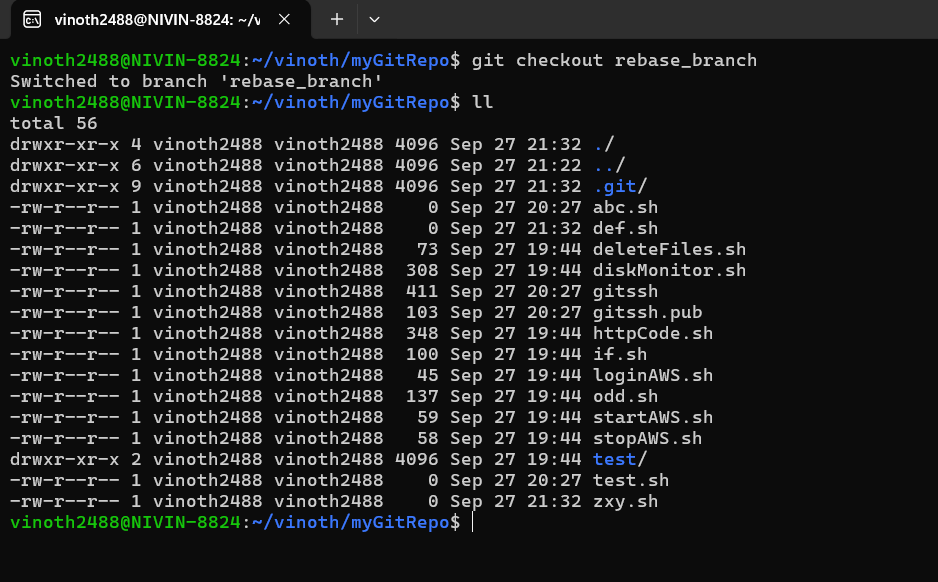 vinoth2488@NIVIN-8824: ~/v
vinoth2488@NIVIN-8824:~/vinoth/myGitRepo$ git checkout rebase_branch
Switched to branch 'rebase_branch'
vinoth2488@NIVIN-8824:~/vinoth/myGitRepo$ ll
total 56
drwxr-xr-x 4 vinoth2488 vinoth2488 4096 Sep 27 21:32 ./
drwxr-xr-x 6 vinoth2488 vinoth2488 4096 Sep 27 21:22 ../
drwxr-xr-x 9 vinoth2488 vinoth2488 4096 Sep 27 21:32 .git/
-rw-r--r-- 1 vinoth2488 vinoth2488    0 Sep 27 20:27 abc.sh
-rw-r--r-- 1 vinoth2488 vinoth2488    0 Sep 27 21:32 def.sh
-rw-r--r-- 1 vinoth2488 vinoth2488   73 Sep 27 19:44 deleteFiles.sh
-rw-r--r-- 1 vinoth2488 vinoth2488  308 Sep 27 19:44 diskMonitor.sh
-rw-r--r-- 1 vinoth2488 vinoth2488  411 Sep 27 20:27 gitssh
-rw-r--r-- 1 vinoth2488 vinoth2488  103 Sep 27 20:27 gitssh.pub
-rw-r--r-- 1 vinoth2488 vinoth2488  348 Sep 27 19:44 httpCode.sh
-rw-r--r-- 1 vinoth2488 vinoth2488  100 Sep 27 19:44 if.sh
-rw-r--r-- 1 vinoth2488 vinoth2488   45 Sep 27 19:44 loginAWS.sh
-rw-r--r-- 1 vinoth2488 vinoth2488  137 Sep 27 19:44 odd.sh
-rw-r--r-- 1 vinoth2488 vinoth2488   59 Sep 27 19:44 startAWS.sh
-rw-r--r-- 1 vinoth2488 vinoth2488   58 Sep 27 19:44 stopAWS.sh
drwxr-xr-x 2 vinoth2488 vinoth2488 4096 Sep 27 19:44 test/
-rw-r--r-- 1 vinoth2488 vinoth2488    0 Sep 27 20:27 test.sh
-rw-r--r-- 1 vinoth2488 vinoth2488    0 Sep 27 21:32 zxy.sh
vinoth2488@NIVIN-8824:~/vinoth/myGitRepo$